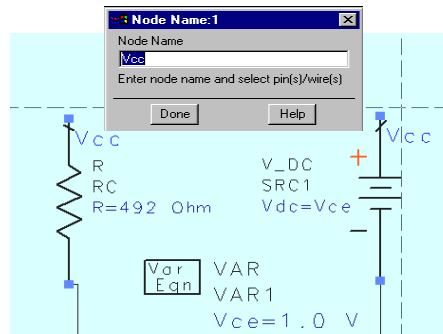 Node Name:1
Node Name
Vcc
Enter node name and select pin(s)/wire(s)
Done Help
Vcc Vcc
R V_DC
RC SRC1
R=492 Ohm Vdc=Vce
Var
Eqn
VAR
VAR1
Vce=1.0 V